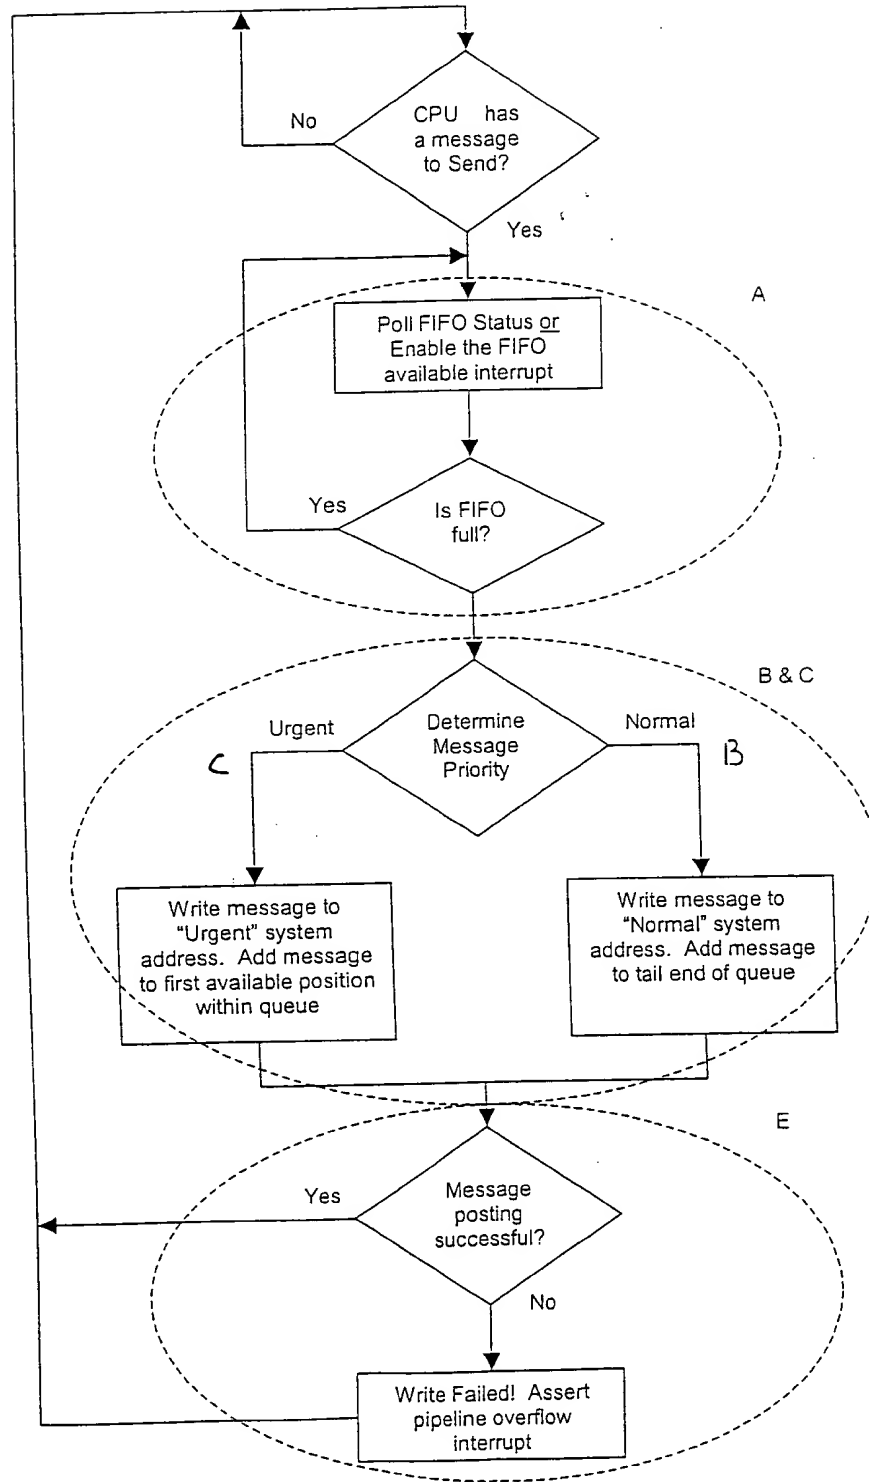 CPU has
a message
to Send?
No
Yes
A
Poll FIFO Status or
Enable the FIFO
available interrupt
Yes
Is FIFO
full?
B & C
Urgent
Determine
Message
Priority
Normal
C
B
Write message to
"Urgent" system
address. Add message
to first available position
within queue
Write message to
"Normal" system
address. Add message
to tail end of queue
E
Yes
Message
posting
successful?
No
Write Failed! Assert
pipeline overflow
interrupt